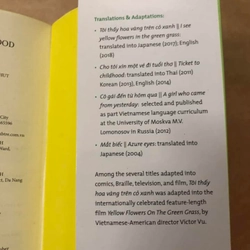 OOD
Translations & Adaptations:
• Tôi thấy hoa vàng trên cỏ xanh || I see
yellow flowers in the green grass:
translated into Japanese (2017); English
(2018)
• Cho tôi xin một vé đi tuổi thơ || Ticket to
childhood: translated into Thai (2011)
Korean (2013), English (2014)
• Cô gái đến từ hôm qua || A girl who came
from yesterday: selected and published
as part Vietnamese language curriculum
at the University of Moskva M.V.
Lomonosov in Russia (2012)
• Mắt biếc || Azure eyes: translated into
Japanese (2004)
Among the several titles adapted into
comics, Braille, television, and film, Tôi thấy
hoa vàng trên cỏ xanh was adapted into the
Internationally celebrated feature-length
film Yellow Flowers On The Green Grass, by
Vietnamese-American director Victor Vu.
City
Da Nang